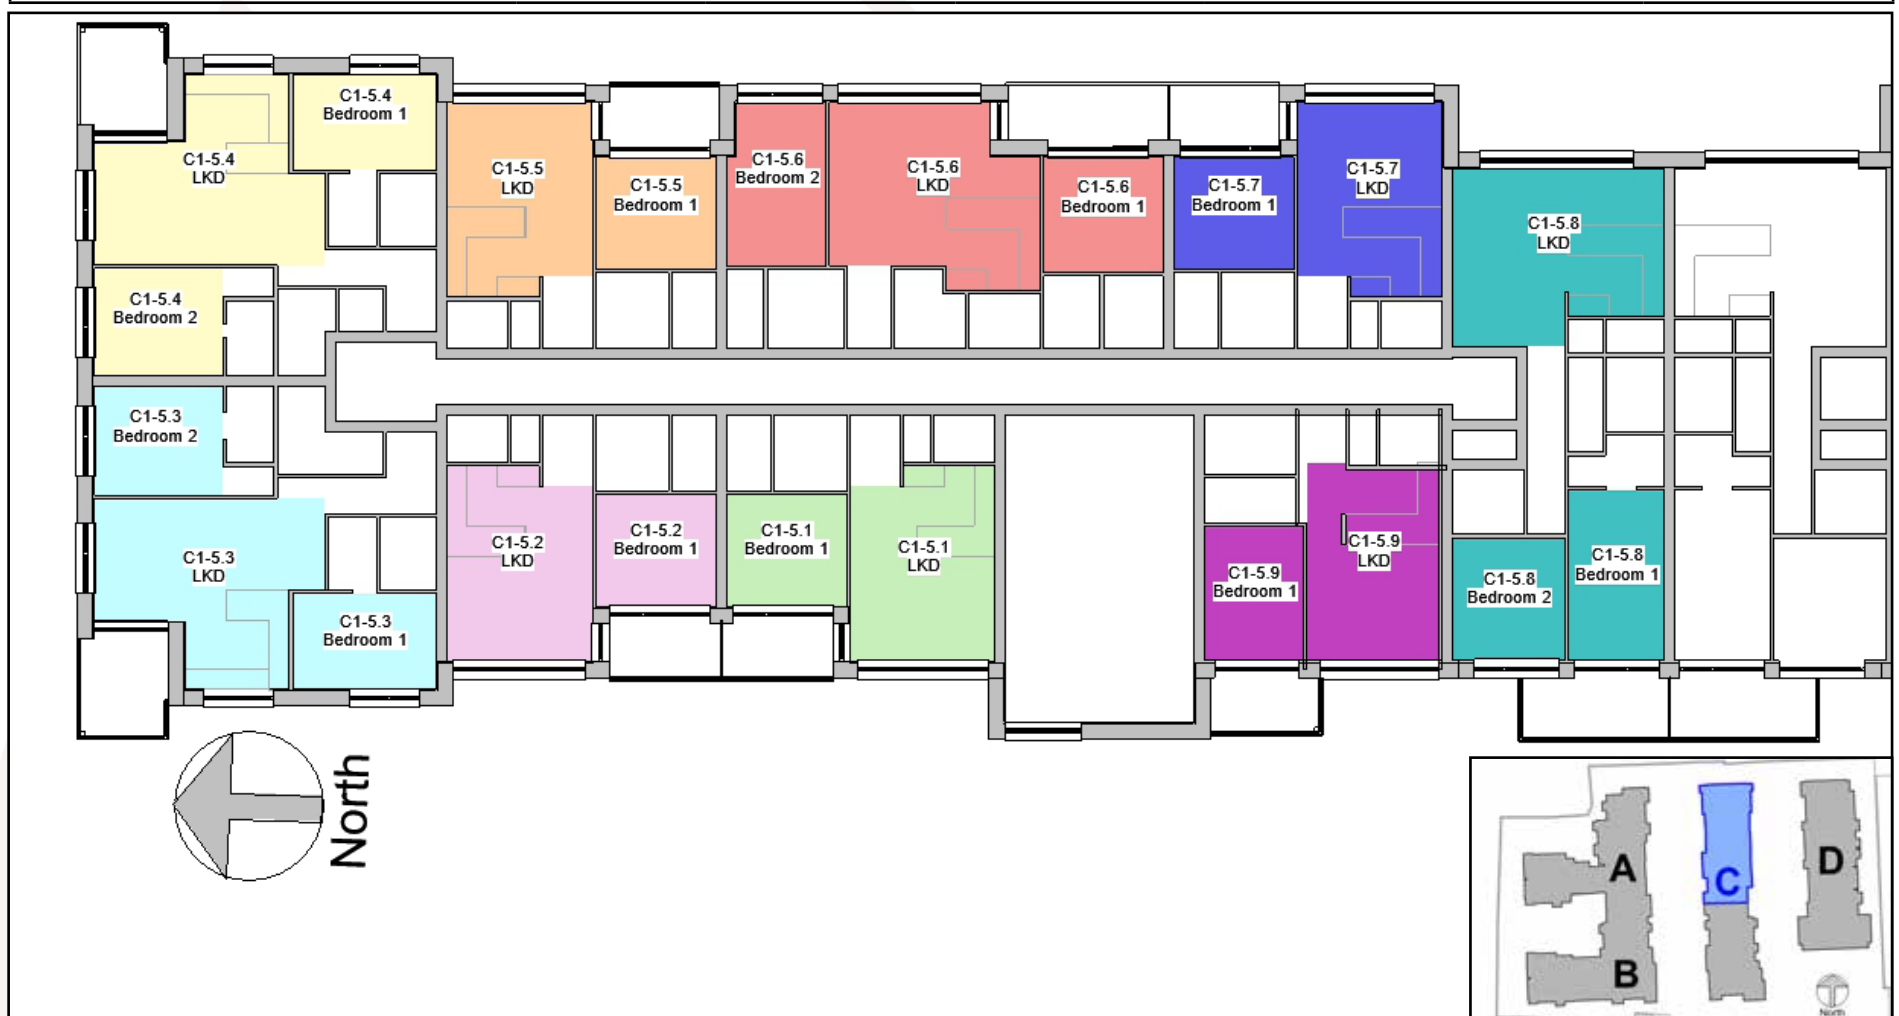 C1-5.4
Bedroom 1
C1-5.4
LKD
C1-5.5
LKD
C1-5.5
Bedroom 1
C1-5.6
Bedroom 2
C1-5.6
LKD
C1-5.6
Bedroom 1
C1-5.7
Bedroom 1
C1-5.7
LKD
C1-5.8
LKD
C1-5.4
Bedroom 2
C1-5.3
Bedroom 2
C1-5.3
LKD
C1-5.3
Bedroom 1
C1-5.2
LKD
C1-5.2
Bedroom 1
C1-5.1
Bedroom 1
C1-5.1
LKD
C1-5.9
Bedroom 1
C1-5.9
LKD
C1-5.8
Bedroom 2
C1-5.8
Bedroom 1
North
A
C
D
B
North